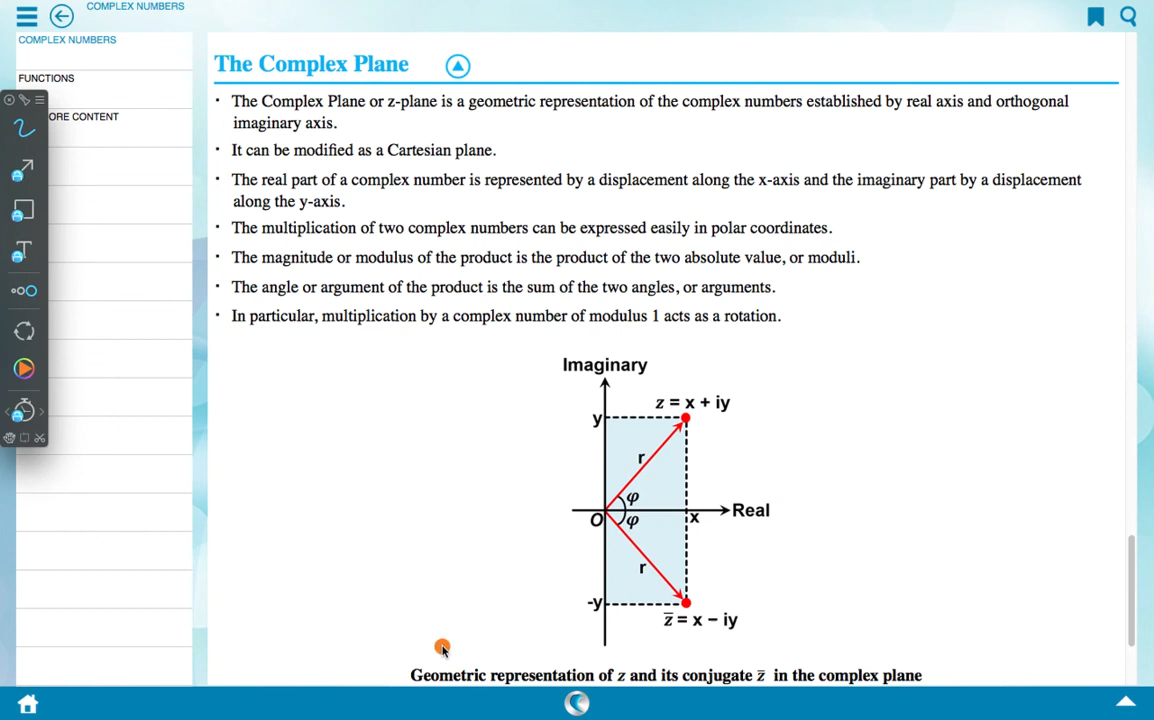 COMPLEX NUMBERS
COMPLEX NUMBERS
FUNCTIONS
ORE CONTENT
The Complex Plane
· The Complex Plane or z-plane is a geometric representation of the complex numbers established by real axis and orthogonal
imaginary axis.
· It can be modified as a Cartesian plane.
· The real part of a complex number is represented by a displacement along the x-axis and the imaginary part by a displacement
along the y-axis.
· The multiplication of two complex numbers can be expressed easily in polar coordinates.
· The magnitude or modulus of the product is the product of the two absolute value, or moduli.
· The angle or argument of the product is the sum of the two angles, or arguments.
· In particular, multiplication by a complex number of modulus 1 acts as a rotation.
Imaginary
z = x + iy
y
r
φ
O
x
Real
φ
r
-y
z̅ = x − iy
Geometric representation of z and its conjugate z̅ in the complex plane